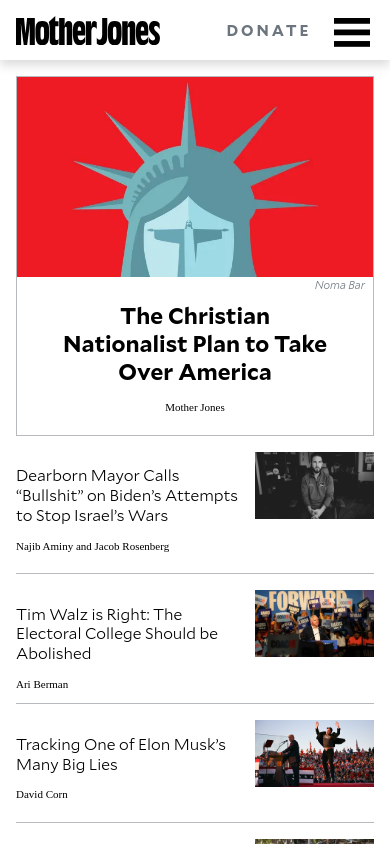 Mother Jones
DONATE
Noma Bar
The Christian
Nationalist Plan to Take
Over America
Mother Jones
Dearborn Mayor Calls
“Bullshit” on Biden’s Attempts
to Stop Israel’s Wars
Najib Aminy and Jacob Rosenberg
Tim Walz is Right: The
Electoral College Should be
Abolished
Ari Berman
FORWARD
Tracking One of Elon Musk’s
Many Big Lies
David Corn